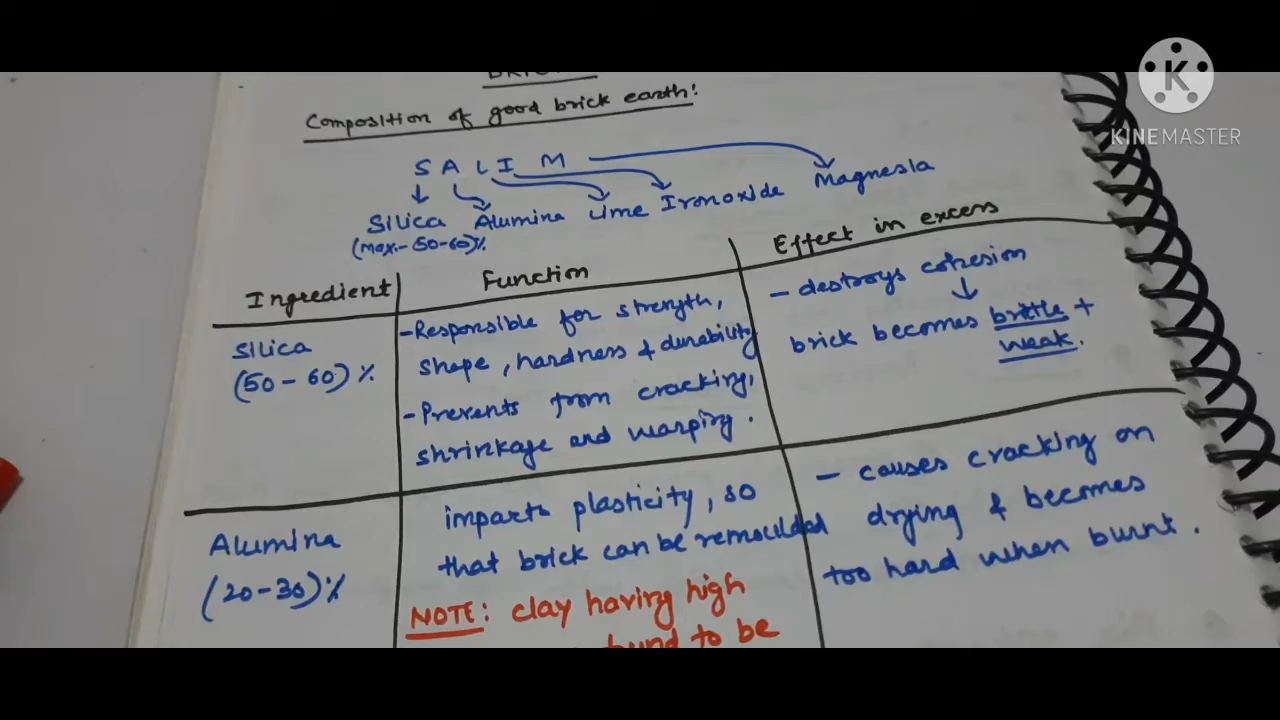 Composition of good brick earth:
S A L I M
Silica Alumina Lime Ironoxide Magnesia
(max.- 50-60)%
Ingredient Function Effect in excess
Silica
(50-60)%
- Responsible for strength,
shape, hardness & durability
- Prevents from cracking,
shrinkage and warping.
- destroys cohesion
brick becomes brittle +
weak.
Alumina
(20-30)%
imparts plasticity, so
that brick can be remoulded
NOTE: clay having high
to be
- causes cracking on
drying & becomes
too hard when burnt.
K
KINEMASTER